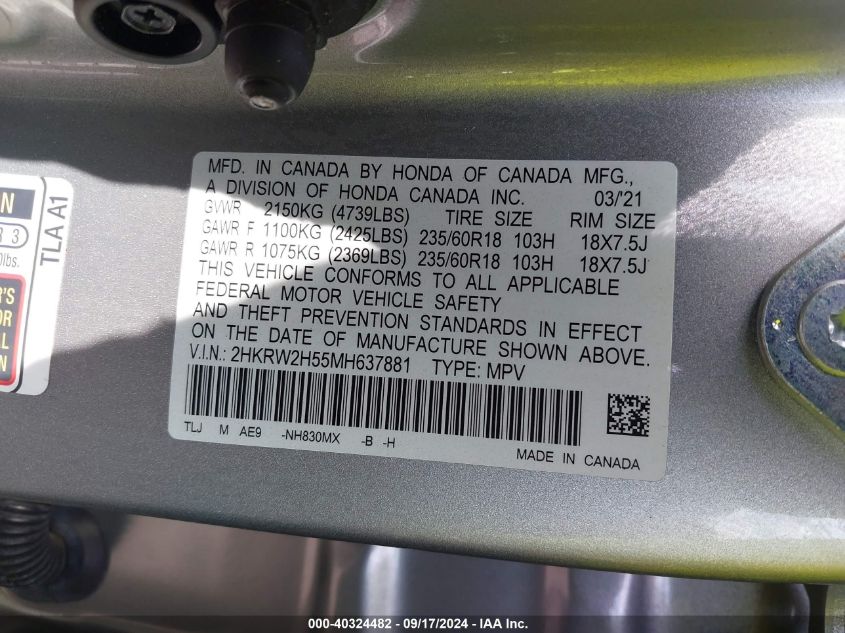 MFD. IN CANADA BY HONDA OF CANADA MFG.,
A DIVISION OF HONDA CANADA INC. 03/'21
GVWR 2150KG (4739LBS) TIRE SIZE RIM SIZE
GAWR F 1100KG (2425LBS) 235/60R18 103H 18X7.5J
GAWR R 1075KG (2369LBS) 235/60R18 103H 18X7.5J
THIS VEHICLE CONFORMS TO ALL APPLICABLE
FEDERAL MOTOR VEHICLE SAFETY
AND THEFT PREVENTION STANDARDS IN EFFECT
ON THE DATE OF MANUFACTURE SHOWN ABOVE.
V.I.N.: 2HKRW2H55MH637881 TYPE: MPV
TLJ M AE9 -NH830MX -B -H
MADE IN CANADA
TLA A1
N
R 3
lbs.
000-40324482 - 09/17/2024 - IAA Inc.